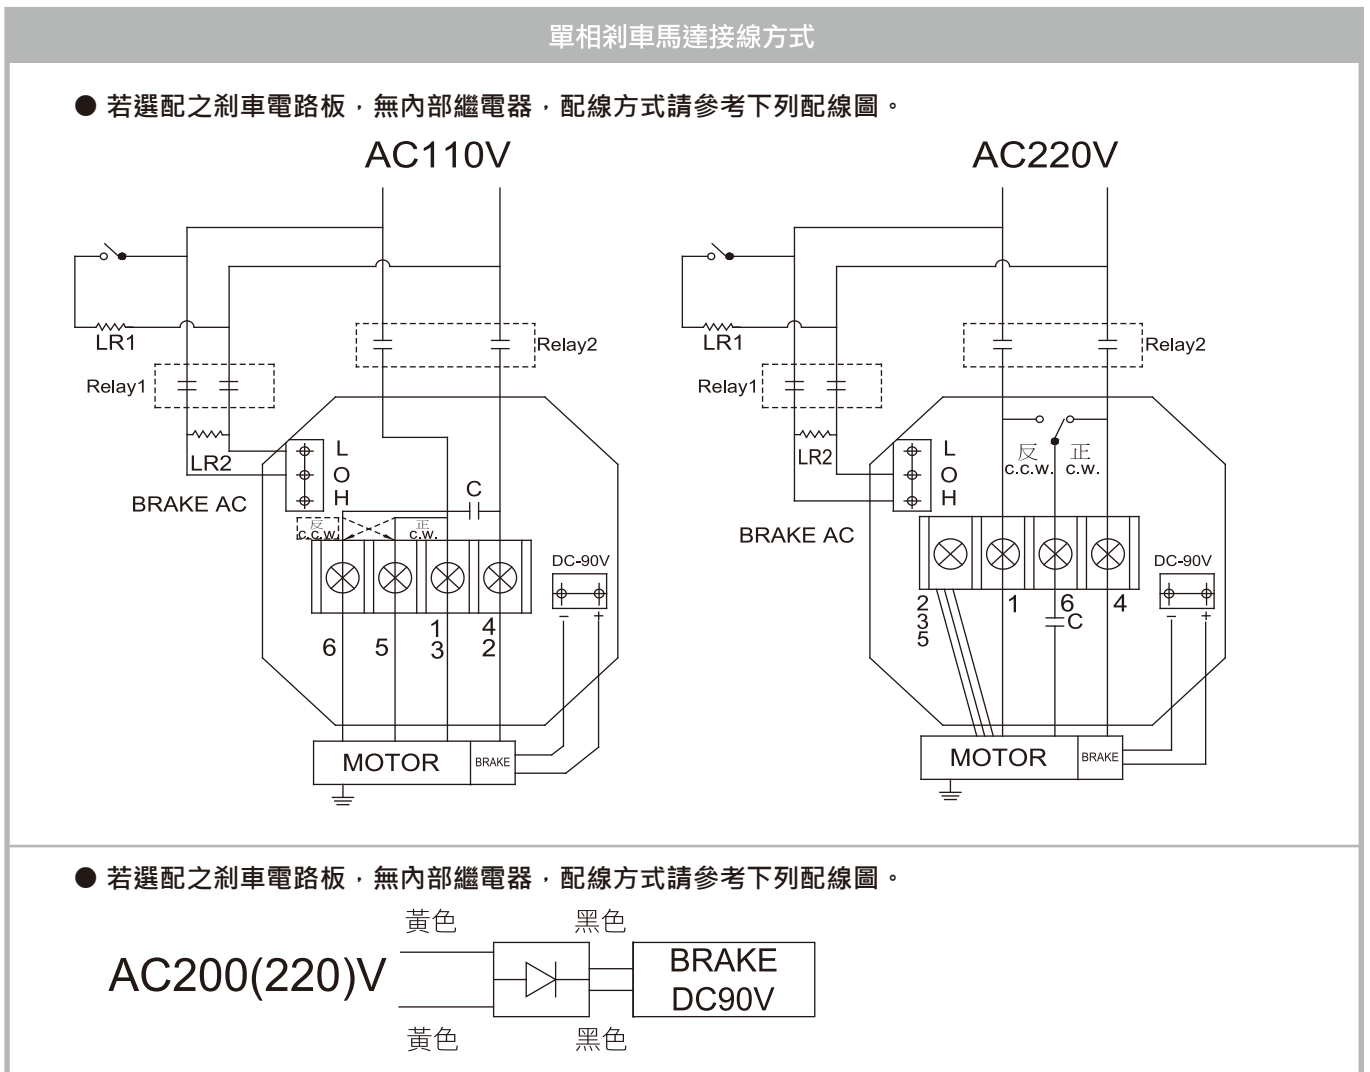 單相剎車馬達接線方式
● 若選配之剎車電路板，無內部繼電器，配線方式請參考下列配線圖。
AC110V
LR1
Relay2
Relay1
LR2
L
O
H
BRAKE AC
C
反
c.c.w.
正
c.w.
DC-90V
－ +
6 5 1 4
3 2
MOTOR
BRAKE
AC220V
LR1
Relay2
Relay1
LR2
L
O
H
BRAKE AC
反 正
c.c.w. c.w.
DC-90V
－ +
2 1 6 4
3 C
5
MOTOR
BRAKE
● 若選配之剎車電路板，無內部繼電器，配線方式請參考下列配線圖。
黃色 黑色
AC200(220)V
BRAKE
DC90V
黃色 黑色